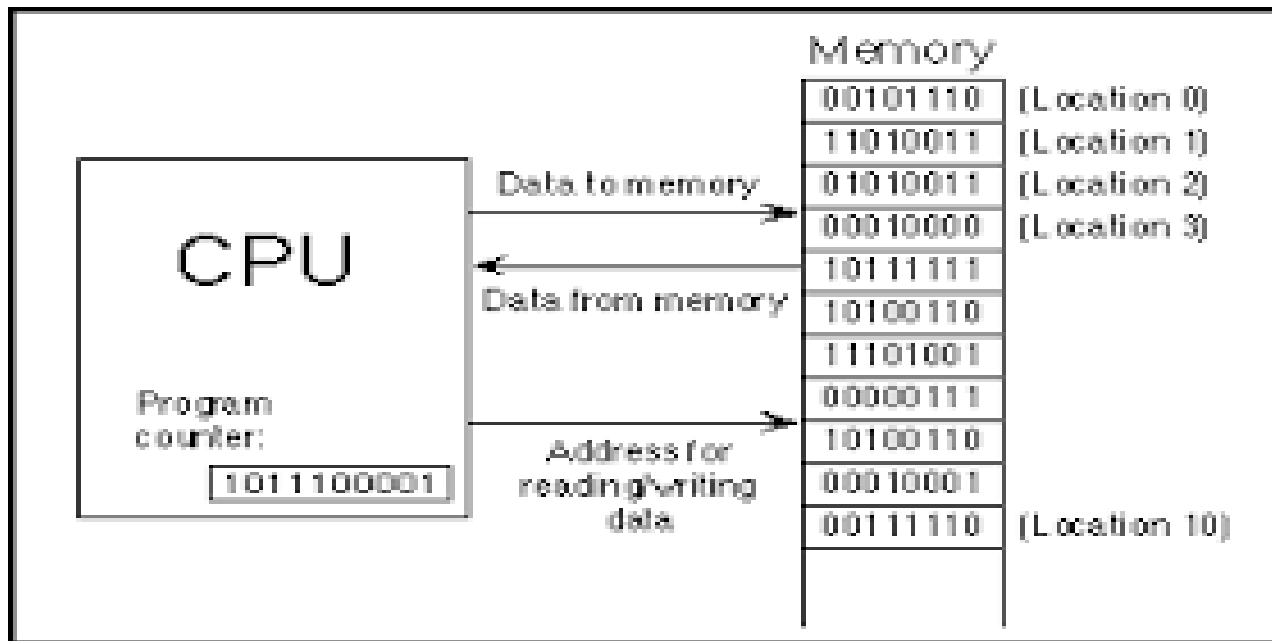 Memory
00101110 (Location 0)
11010011 (Location 1)
01010011 (Location 2)
00010000 (Location 3)
10111111
10100110
11101001
00000111
10100110
00010001
00111110 (Location 10)
Data to memory
CPU
Data from memory
Program
counter:
1011100001
Address for
reading/writing
data